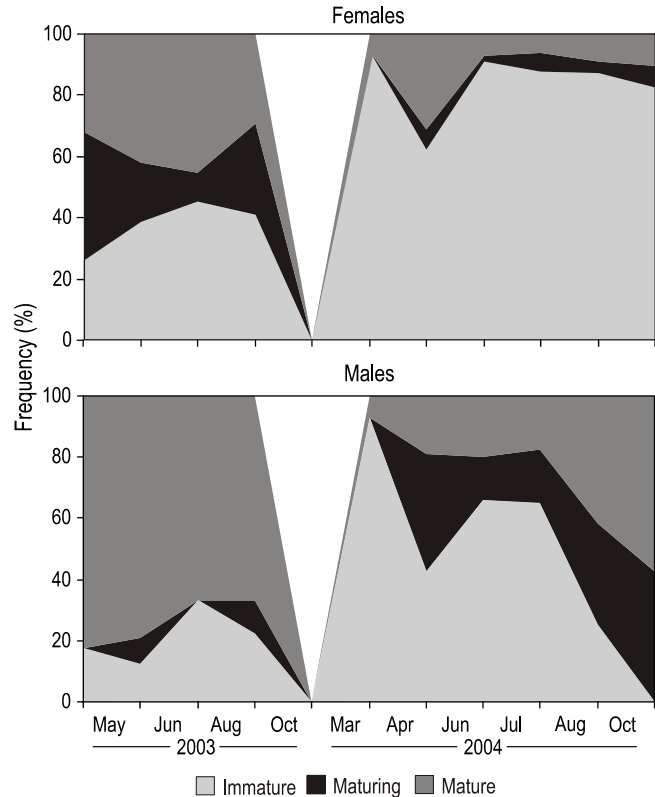 Females
100
80
60
40
20
0
Frequency (%)
Males
100
80
60
40
20
0
May Jun Aug Oct Mar Apr Jun Jul Aug Oct
2003 2004
Immature Maturing Mature